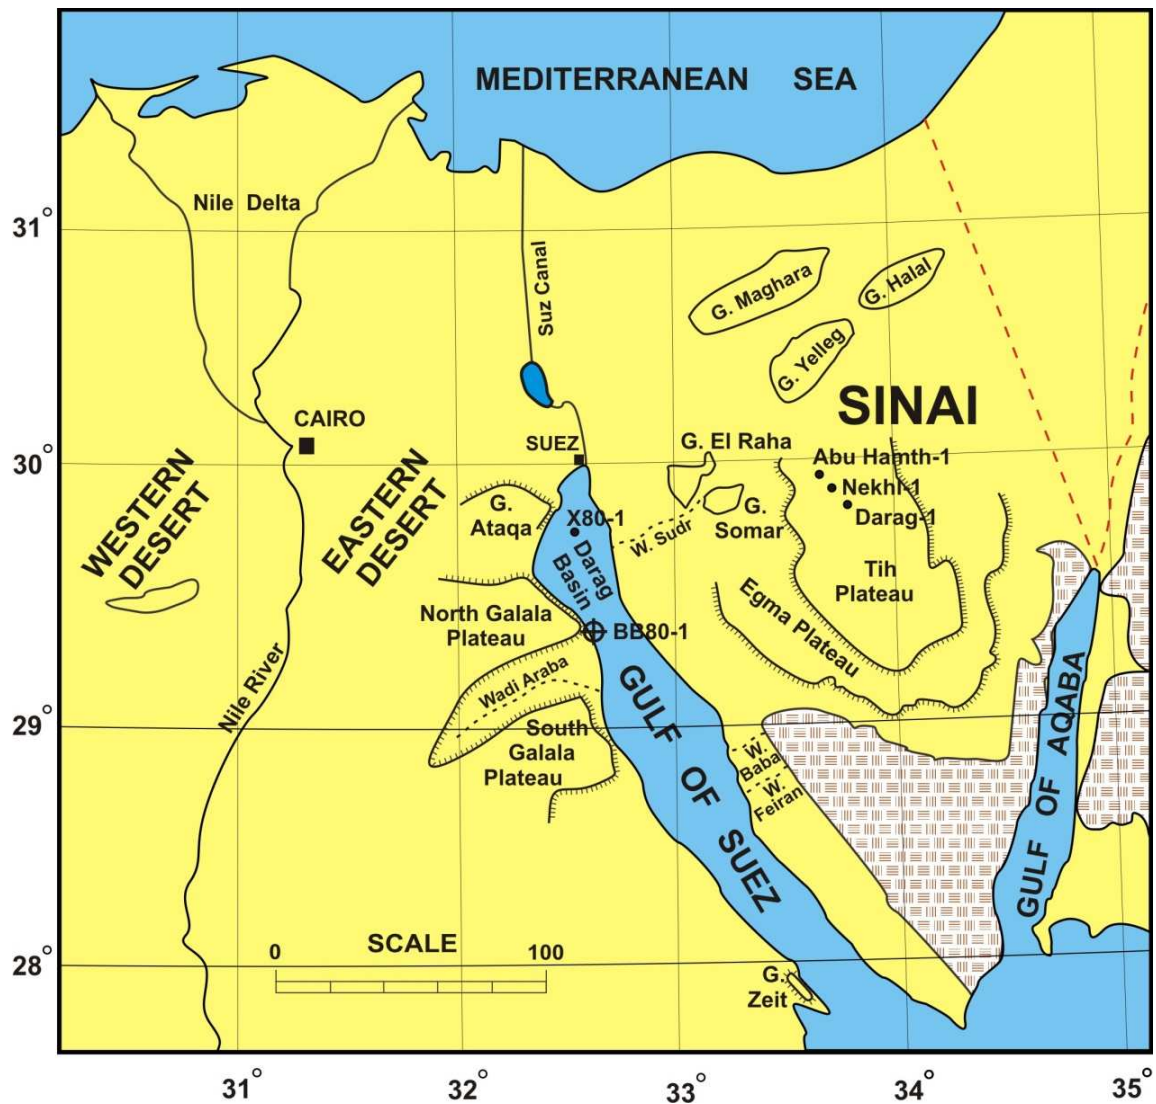 MEDITERRANEAN SEA
Nile Delta
31°
Suz Canal
G. Maghara
G. Halal
G. Yelleg
SINAI
CAIRO
SUEZ
G. El Raha
Abu Hamth-1
30°
Nekhl-1
WESTERN
DESERT
EASTERN
DESERT
G.
Ataqa
X80-1
Darag
Basin
W. Sudr
G.
Somar
Darag-1
Tih
Plateau
North Galala
Plateau
BB80-1
Egma Plateau
Wadi Araba
Nile River
GULF OF SUEZ
GULF OF AQABA
29°
South
Galala
Plateau
W.
Baba
W.
Feiran
SCALE
0 100
28°
G.
Zeit
31° 32° 33° 34° 35°